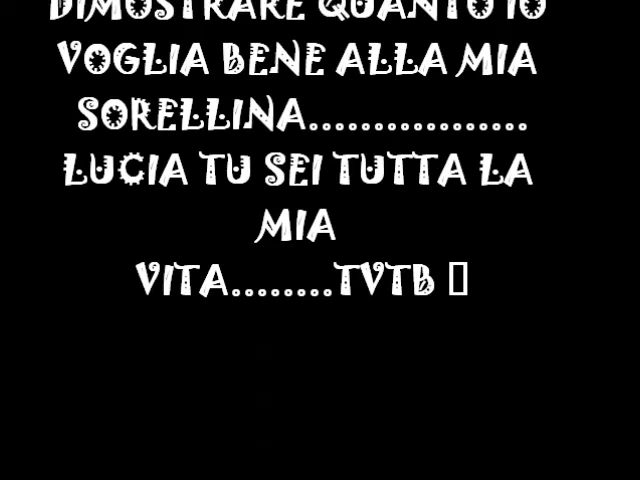 DIMOSTRARE QUANTO IO
VOGLIA BENE ALLA MIA
SORELLINA.................
LUCIA TU SEI TUTTA LA
MIA
VITA........TVTB